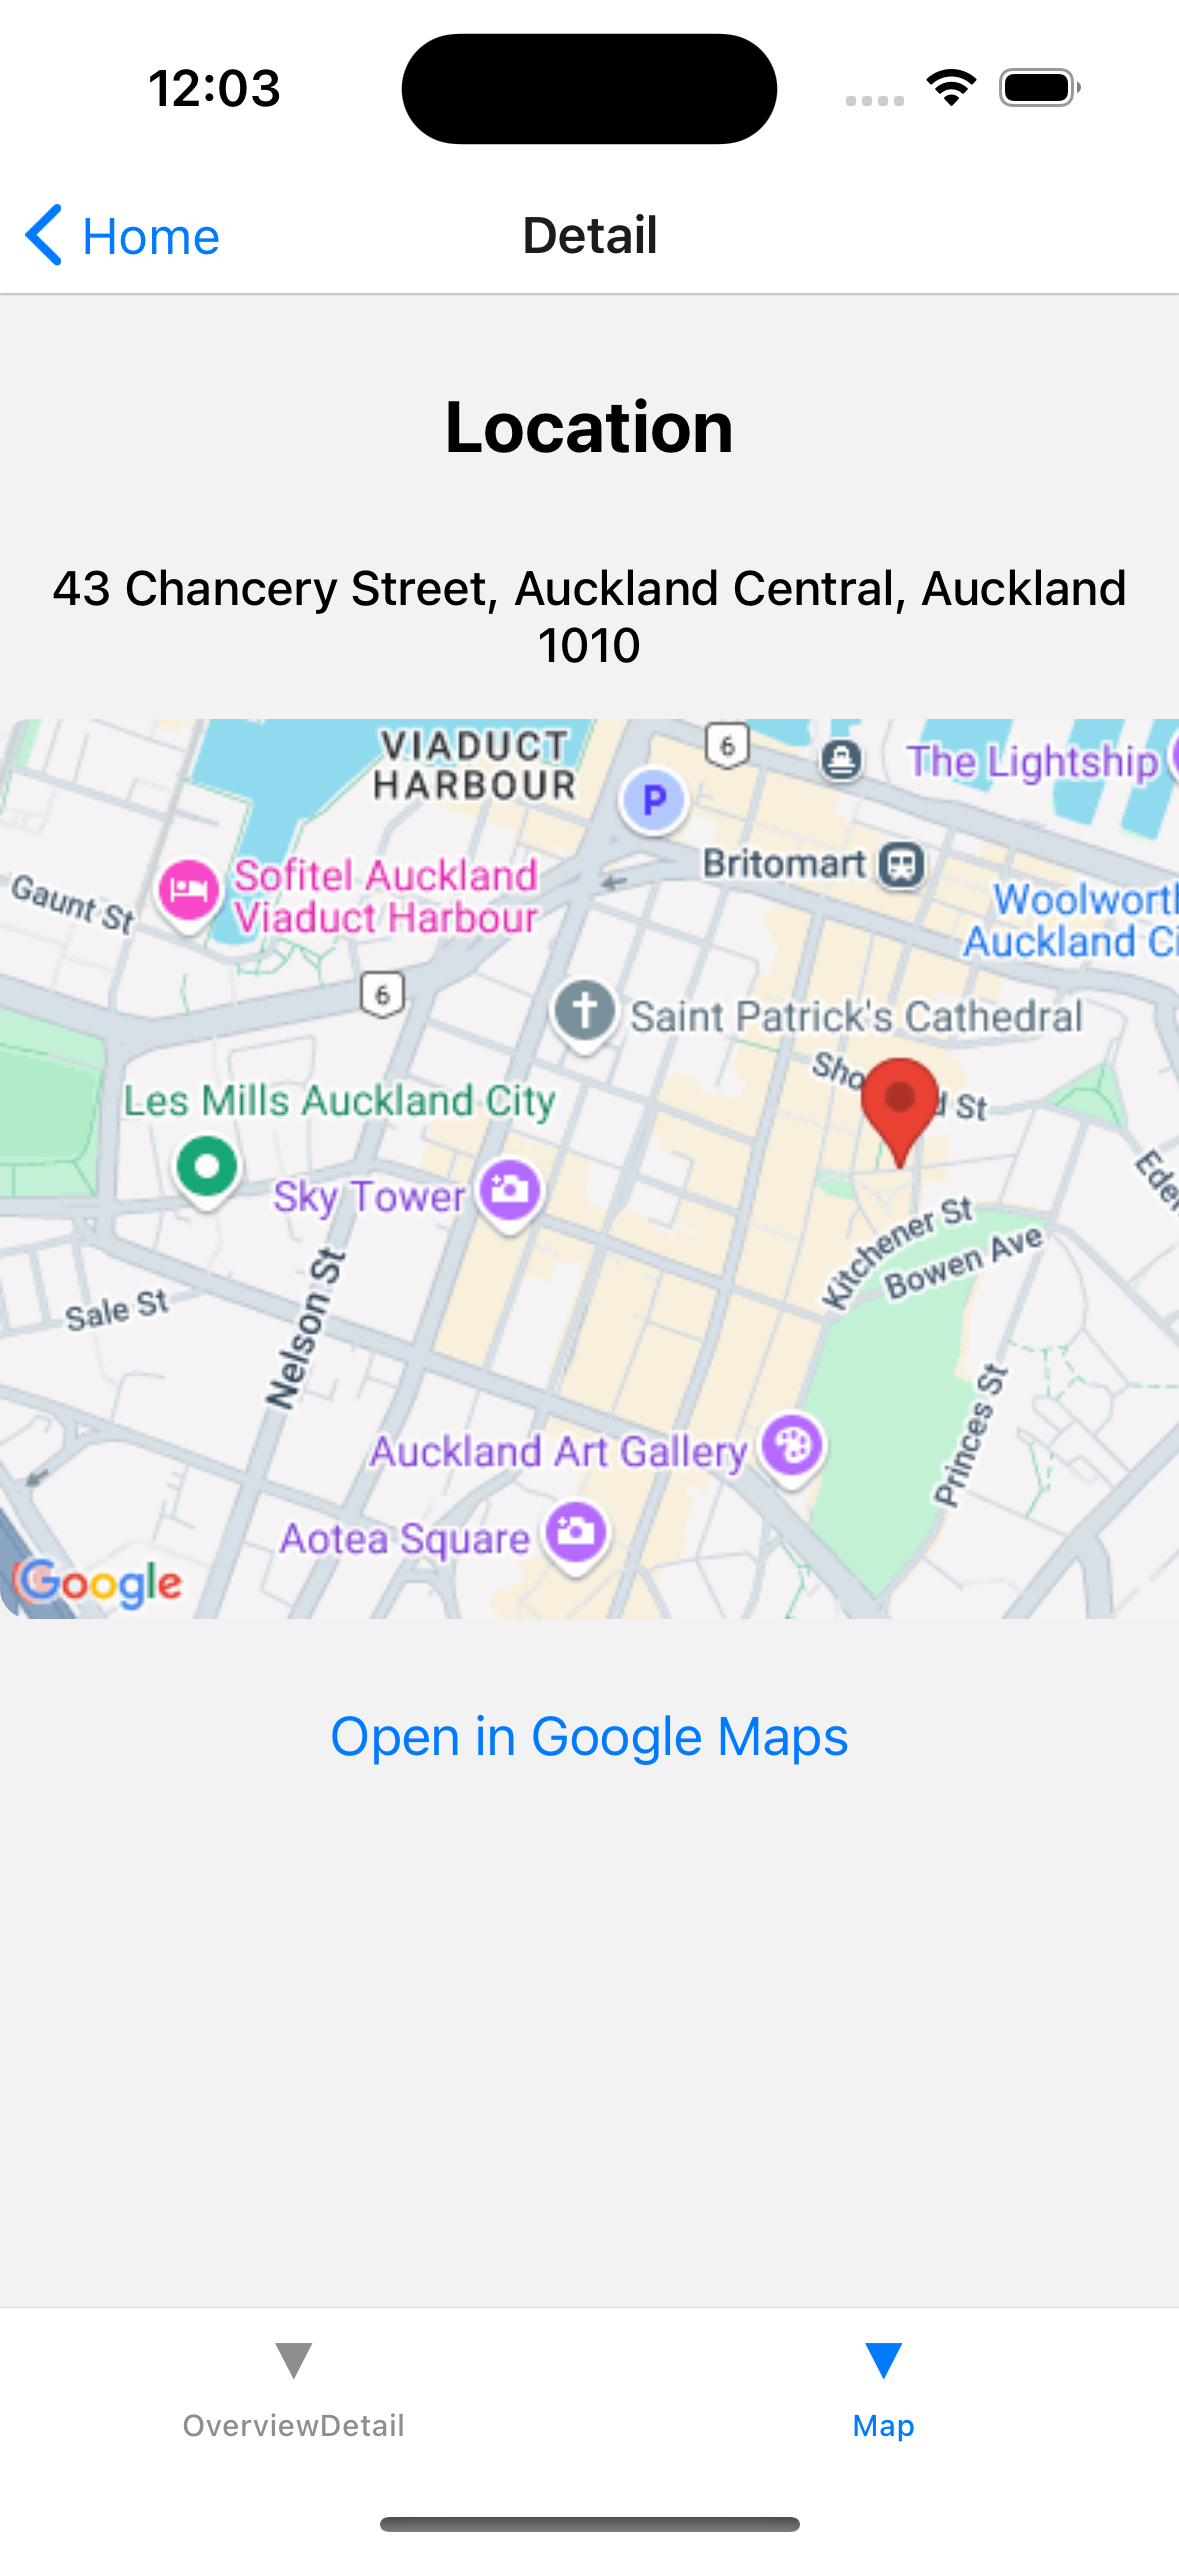 12:03
Home
Detail
Location
43 Chancery Street, Auckland Central, Auckland
1010
VIADUCT
HARBOUR
6
The Lightship
P
Britomart
Sofitel Auckland
Viaduct Harbour
Gaunt St
Woolworth
Auckland Ci
6
Saint Patrick's Cathedral
Sho
d St
Les Mills Auckland City
Sky Tower
Eden
Kitchener St
Bowen Ave
Sale St
Nelson St
Princes St
Auckland Art Gallery
Aotea Square
Google
Open in Google Maps
OverviewDetail
Map